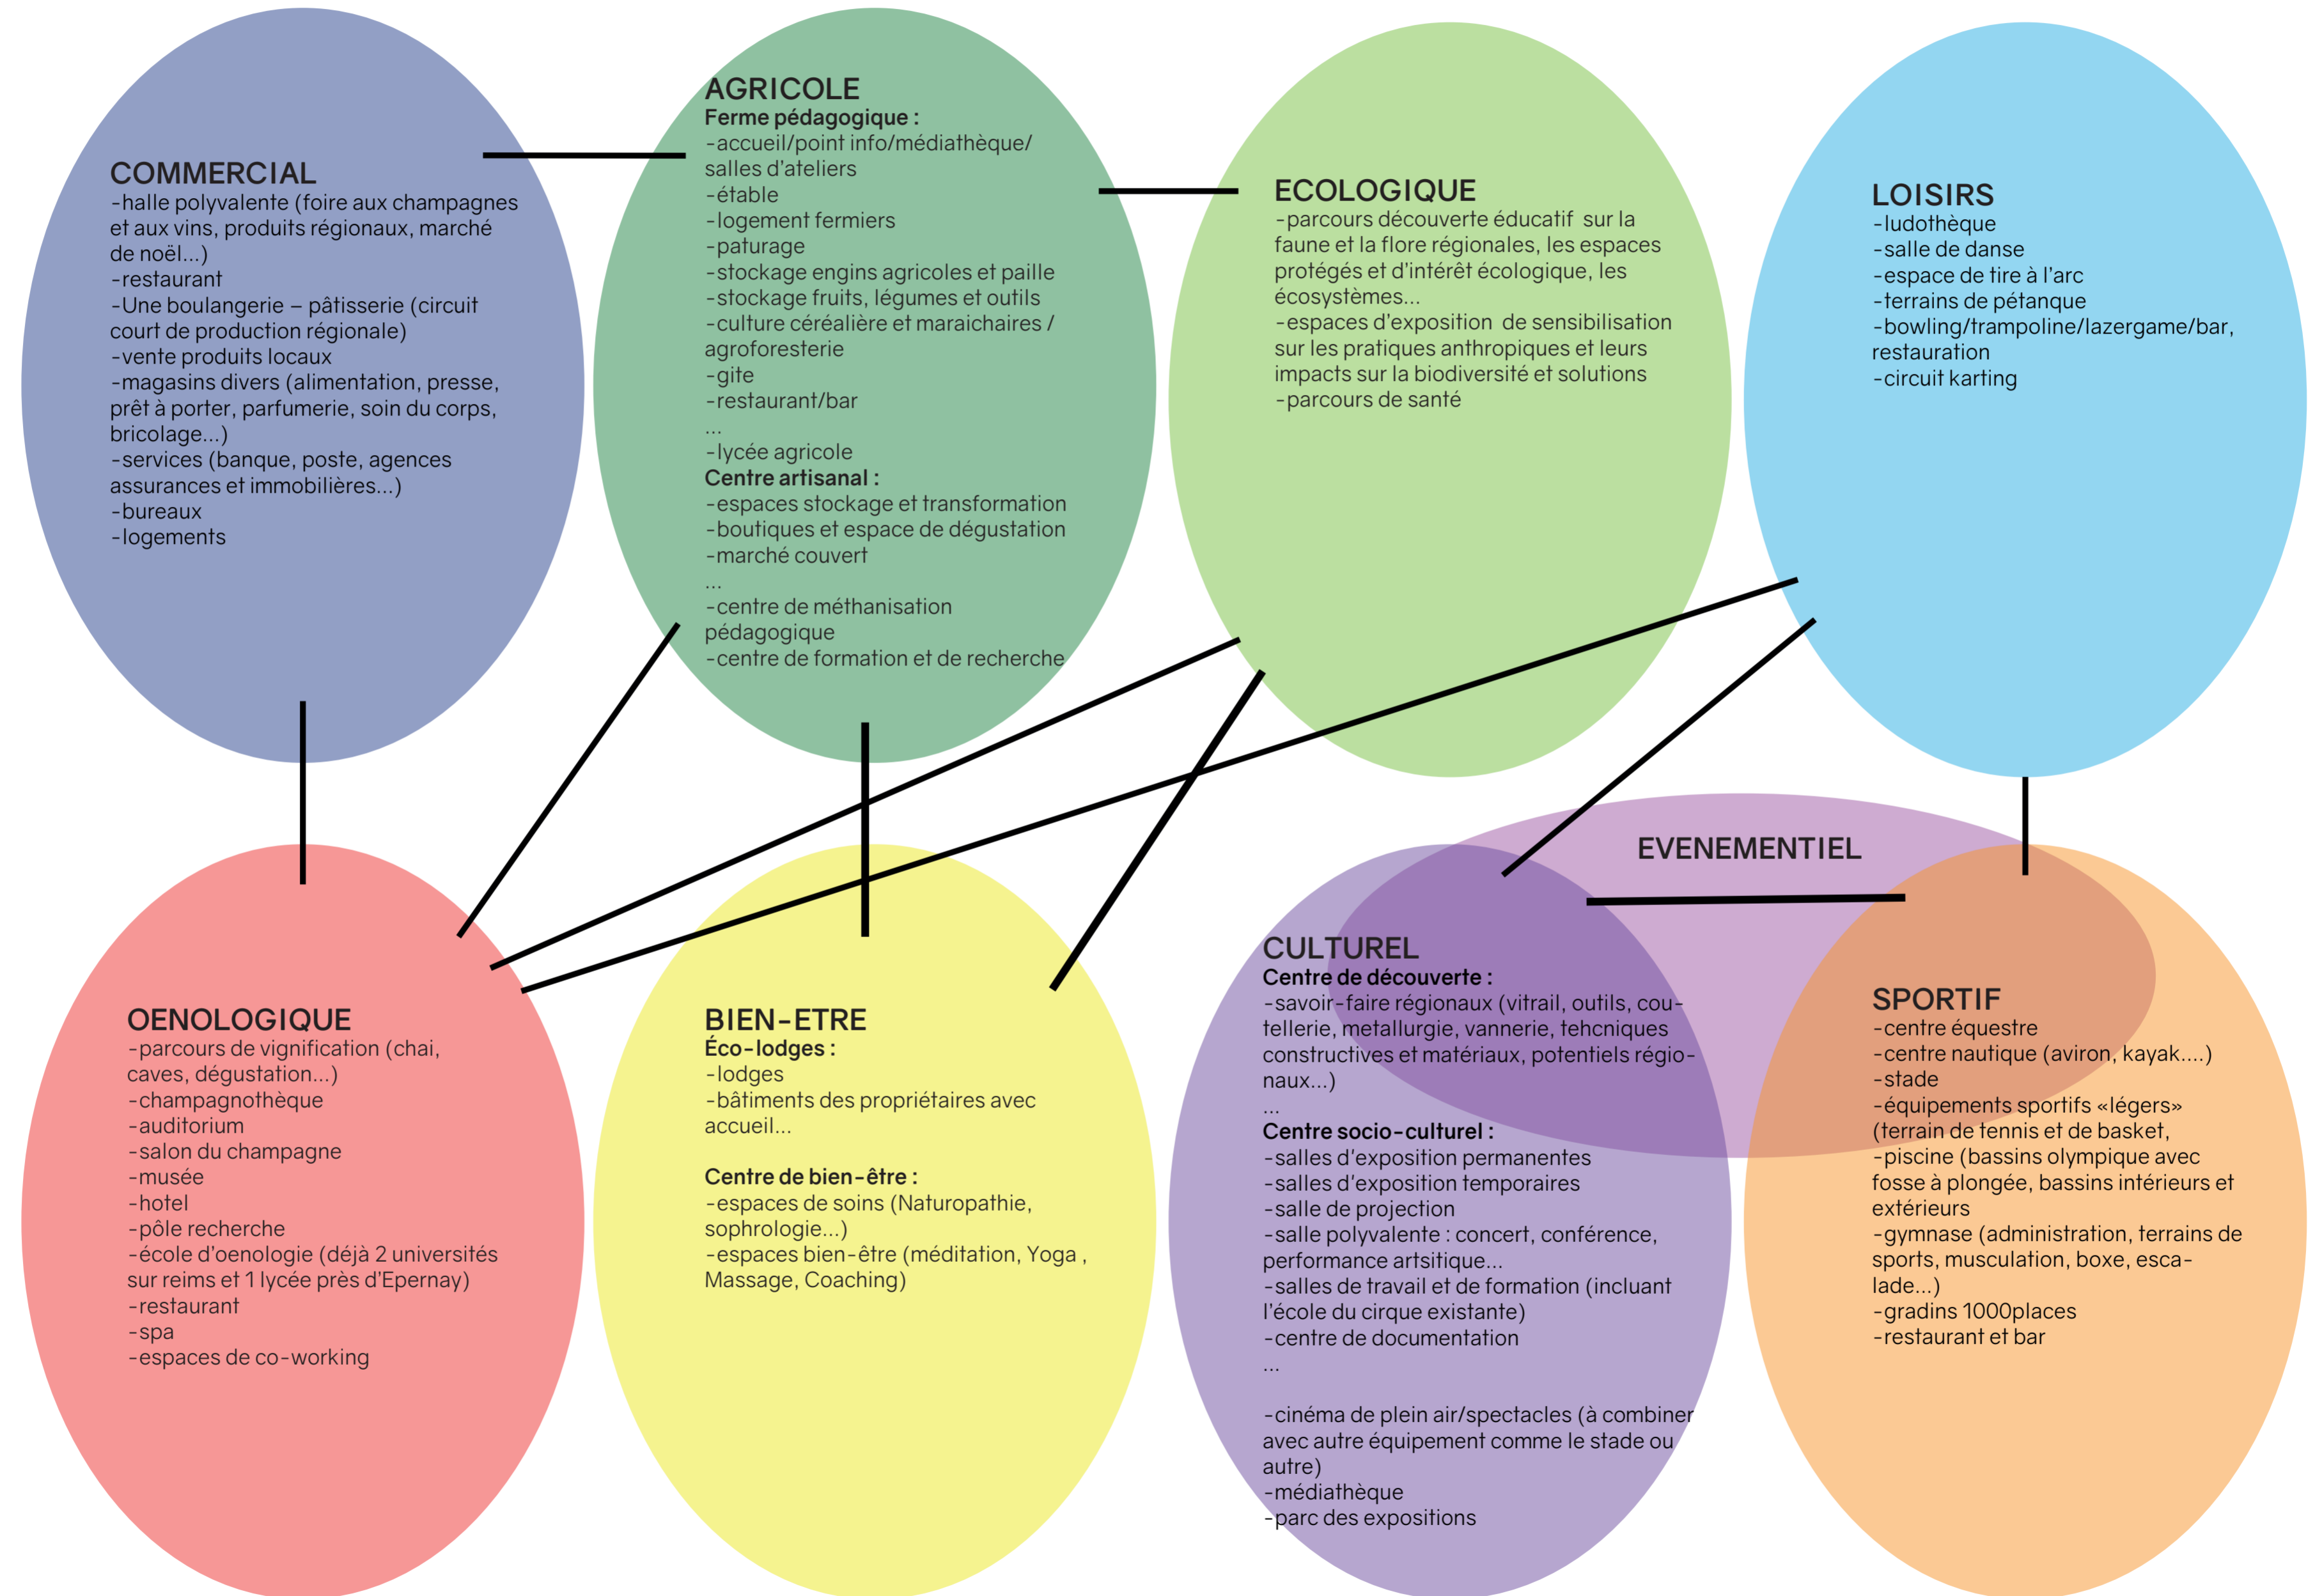 COMMERCIAL
-halle polyvalente (foire aux champagnes
et aux vins, produits régionaux, marché
de noël...)
-restaurant
-Une boulangerie – pâtisserie (circuit
court de production régionale)
-vente produits locaux
-magasins divers (alimentation, presse,
prêt à porter, parfumerie, soin du corps,
bricolage...)
-services (banque, poste, agences
assurances et immobilières...)
-bureaux
-logements
AGRICOLE
Ferme pédagogique :
-accueil/point info/médiathèque/
salles d'ateliers
-étable
-logement fermiers
-paturage
-stockage engins agricoles et paille
-stockage fruits, légumes et outils
-culture céréalière et maraichaires /
agroforesterie
-gite
-restaurant/bar
...
-lycée agricole
Centre artisanal :
-espaces stockage et transformation
-boutiques et espace de dégustation
-marché couvert
...
-centre de méthanisation
pédagogique
-centre de formation et de recherche
ECOLOGIQUE
-parcours découverte éducatif sur la
faune et la flore régionales, les espaces
protégés et d'intérêt écologique, les
écosystèmes...
-espaces d'exposition de sensibilisation
sur les pratiques anthropiques et leurs
impacts sur la biodiversité et solutions
-parcours de santé
LOISIRS
-ludothèque
-salle de danse
-espace de tire à l'arc
-terrains de pétanque
-bowling/trampoline/lazergame/bar,
restauration
-circuit karting
OENOLOGIQUE
-parcours de vignification (chai,
caves, dégustation...)
-champagnothèque
-auditorium
-salon du champagne
-musée
-hotel
-pôle recherche
-école d'oenologie (déjà 2 universités
sur reims et 1 lycée près d'Epernay)
-restaurant
-spa
-espaces de co-working
BIEN-ETRE
Éco-lodges :
-lodges
-bâtiments des propriétaires avec
accueil...
Centre de bien-être :
-espaces de soins (Naturopathie,
sophrologie...)
-espaces bien-être (méditation, Yoga ,
Massage, Coaching)
EVENEMENTIEL
CULTUREL
Centre de découverte :
-savoir-faire régionaux (vitrail, outils, cou-
tellerie, metallurgie, vannerie, tehcniques
constructives et matériaux, potentiels régio-
naux...)
...
Centre socio-culturel :
-salles d'exposition permanentes
-salles d'exposition temporaires
-salle de projection
-salle polyvalente : concert, conférence,
performance artsitique...
-salles de travail et de formation (incluant
l'école du cirque existante)
-centre de documentation
...
-cinéma de plein air/spectacles (à combiner
avec autre équipement comme le stade ou
autre)
-médiathèque
-parc des expositions
SPORTIF
-centre équestre
-centre nautique (aviron, kayak....)
-stade
-équipements sportifs «légers»
(terrain de tennis et de basket,
-piscine (bassins olympique avec
fosse à plongée, bassins intérieurs et
extérieurs
-gymnase (administration, terrains de
sports, musculation, boxe, esca-
lade...)
-gradins 1000places
-restaurant et bar